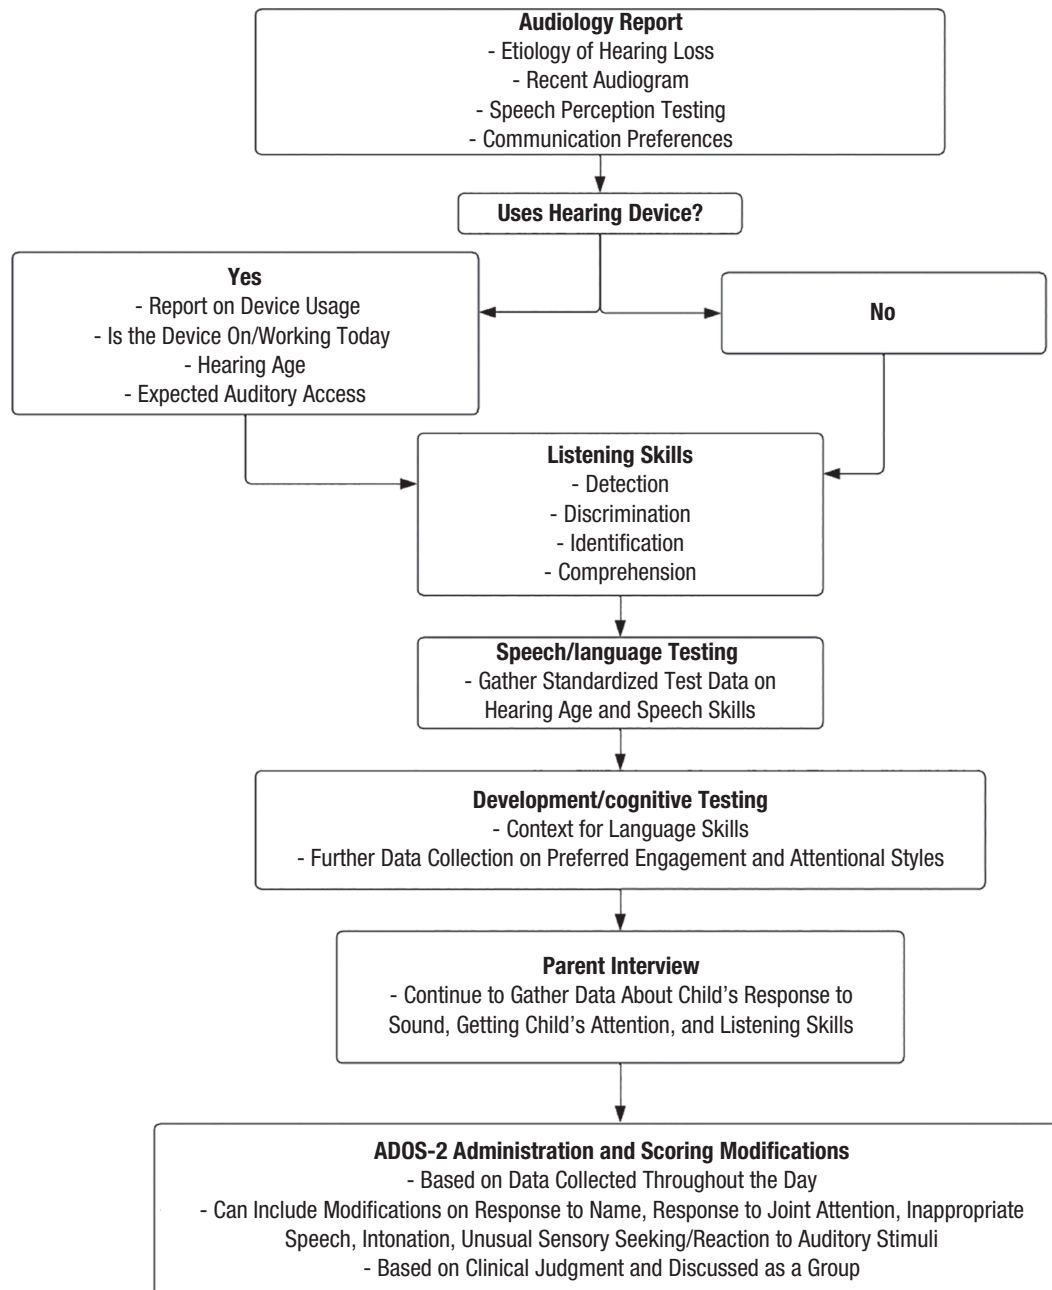 Audiology Report
- Etiology of Hearing Loss
- Recent Audiogram
- Speech Perception Testing
- Communication Preferences
Uses Hearing Device?
Yes
- Report on Device Usage
- Is the Device On/Working Today
- Hearing Age
- Expected Auditory Access
No
Listening Skills
- Detection
- Discrimination
- Identification
- Comprehension
Speech/language Testing
- Gather Standardized Test Data on
Hearing Age and Speech Skills
Development/cognitive Testing
- Context for Language Skills
- Further Data Collection on Preferred Engagement and Attentional Styles
Parent Interview
- Continue to Gather Data About Child's Response to
Sound, Getting Child's Attention, and Listening Skills
ADOS-2 Administration and Scoring Modifications
- Based on Data Collected Throughout the Day
- Can Include Modifications on Response to Name, Response to Joint Attention, Inappropriate
Speech, Intonation, Unusual Sensory Seeking/Reaction to Auditory Stimuli
- Based on Clinical Judgment and Discussed as a Group